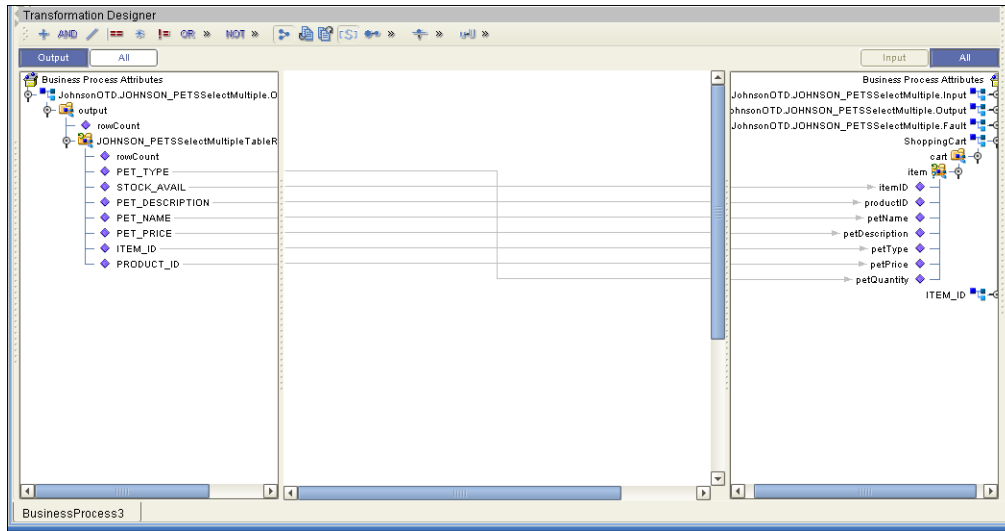 Transformation Designer
AND == != OR » NOT » [S] » » »
Output All Input All
Business Process Attributes
JohnsonOTD.JOHNSON_PETSSelectMultiple.O
output
rowCount
JOHNSON_PETSSelectMultipleTableR
rowCount
PET_TYPE
STOCK_AVAIL
PET_DESCRIPTION
PET_NAME
PET_PRICE
ITEM_ID
PRODUCT_ID
Business Process Attributes
JohnsonOTD.JOHNSON_PETSSelectMultiple.Input
ohnsonOTD.JOHNSON_PETSSelectMultiple.Output
JohnsonOTD.JOHNSON_PETSSelectMultiple.Fault
ShoppingCart
cart
item
itemID
productID
petName
petDescription
petType
petPrice
petQuantity
ITEM_ID
BusinessProcess3